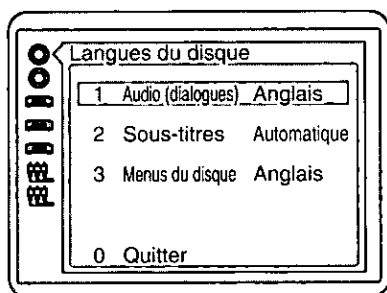 Langues du disque
1 Audio (dialogues) Anglais
2 Sous-titres Automatique
3 Menus du disque Anglais
0 Quitter